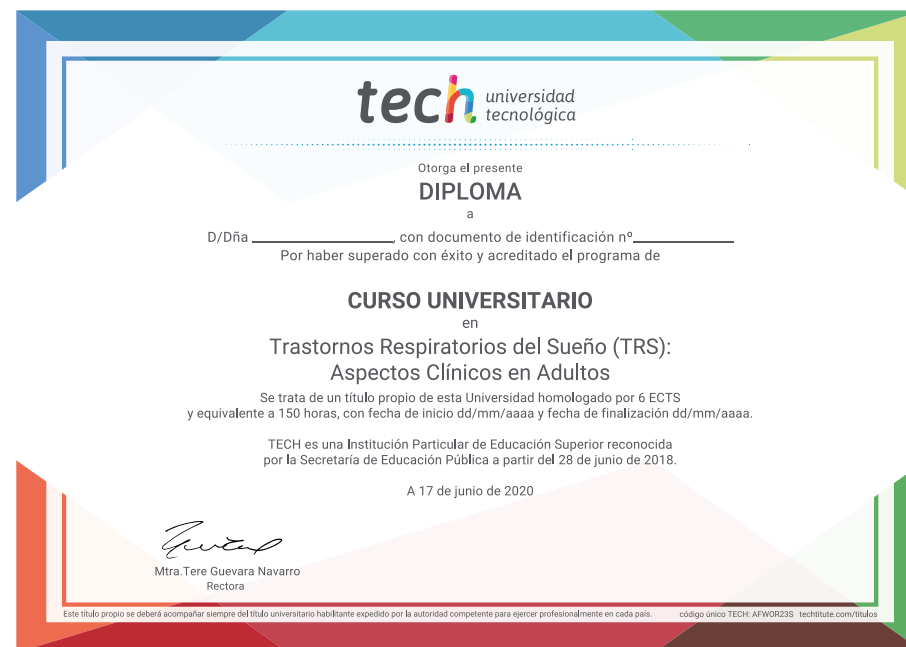 tech universidad
tecnológica
Otorga el presente
DIPLOMA
a
D/Dña ____________________, con documento de identificación nº______________
Por haber superado con éxito y acreditado el programa de
CURSO UNIVERSITARIO
en
Trastornos Respiratorios del Sueño (TRS):
Aspectos Clínicos en Adultos
Se trata de un título propio de esta Universidad homologado por 6 ECTS
y equivalente a 150 horas, con fecha de inicio dd/mm/aaaa y fecha de finalización dd/mm/aaaa.
TECH es una Institución Particular de Educación Superior reconocida
por la Secretaría de Educación Pública a partir del 28 de junio de 2018.
A 17 de junio de 2020
Mtra.Tere Guevara Navarro
Rectora
Este título propio se deberá acompañar siempre del título universitario habilitante expedido por la autoridad competente para ejercer profesionalmente en cada país. código único TECH: AFWOR23S techtitute.com/titulos